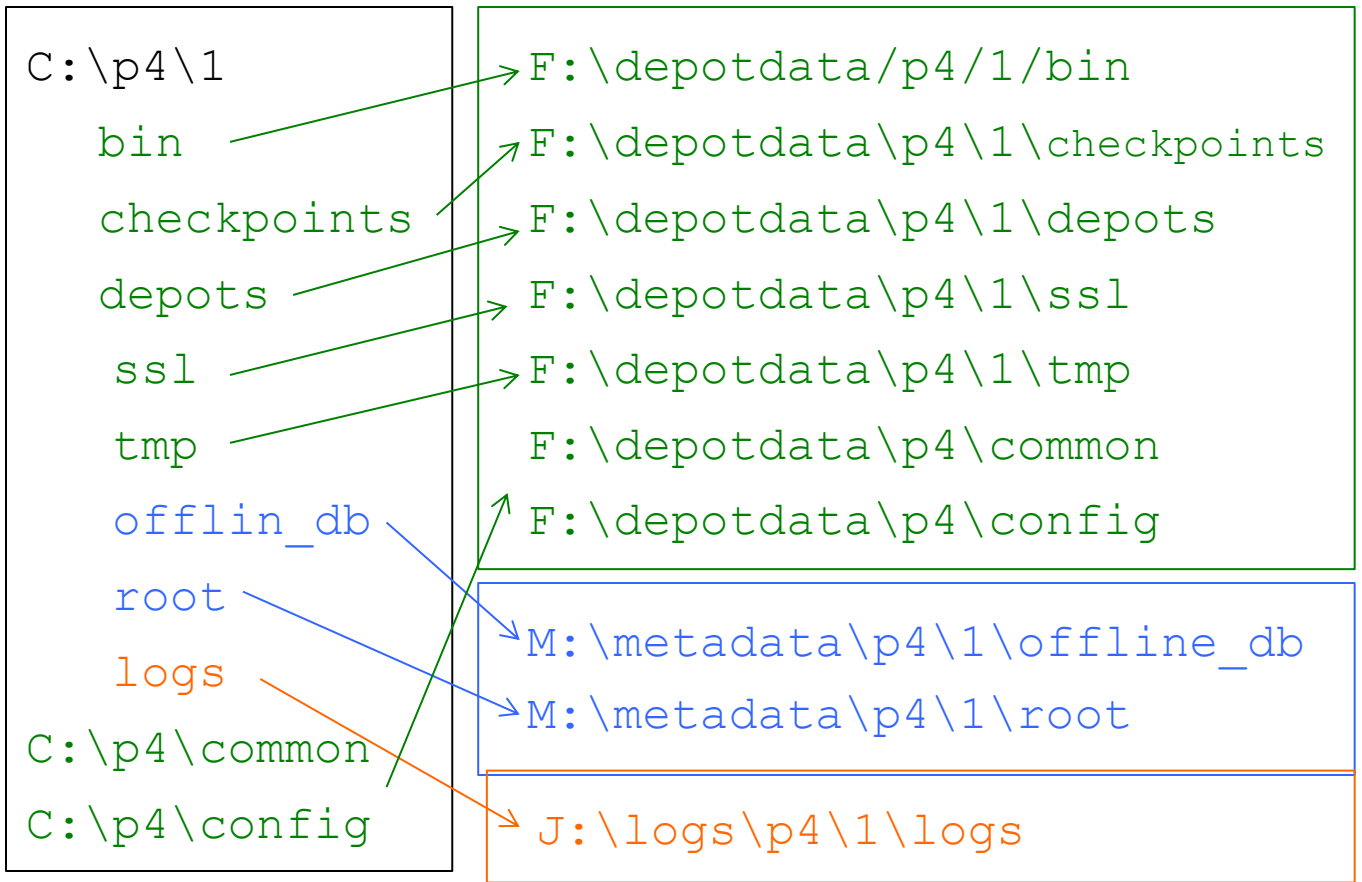 C:\p4\1
bin
checkpoints
depots
ssl
tmp
offlin_db
root
logs
C:\p4\common
C:\p4\config
F:\depotdata/p4/1/bin
F:\depotdata\p4\1\checkpoints
F:\depotdata\p4\1\depots
F:\depotdata\p4\1\ssl
F:\depotdata\p4\1\tmp
F:\depotdata\p4\common
F:\depotdata\p4\config
M:\metadata\p4\1\offline_db
M:\metadata\p4\1\root
J:\logs\p4\1\logs